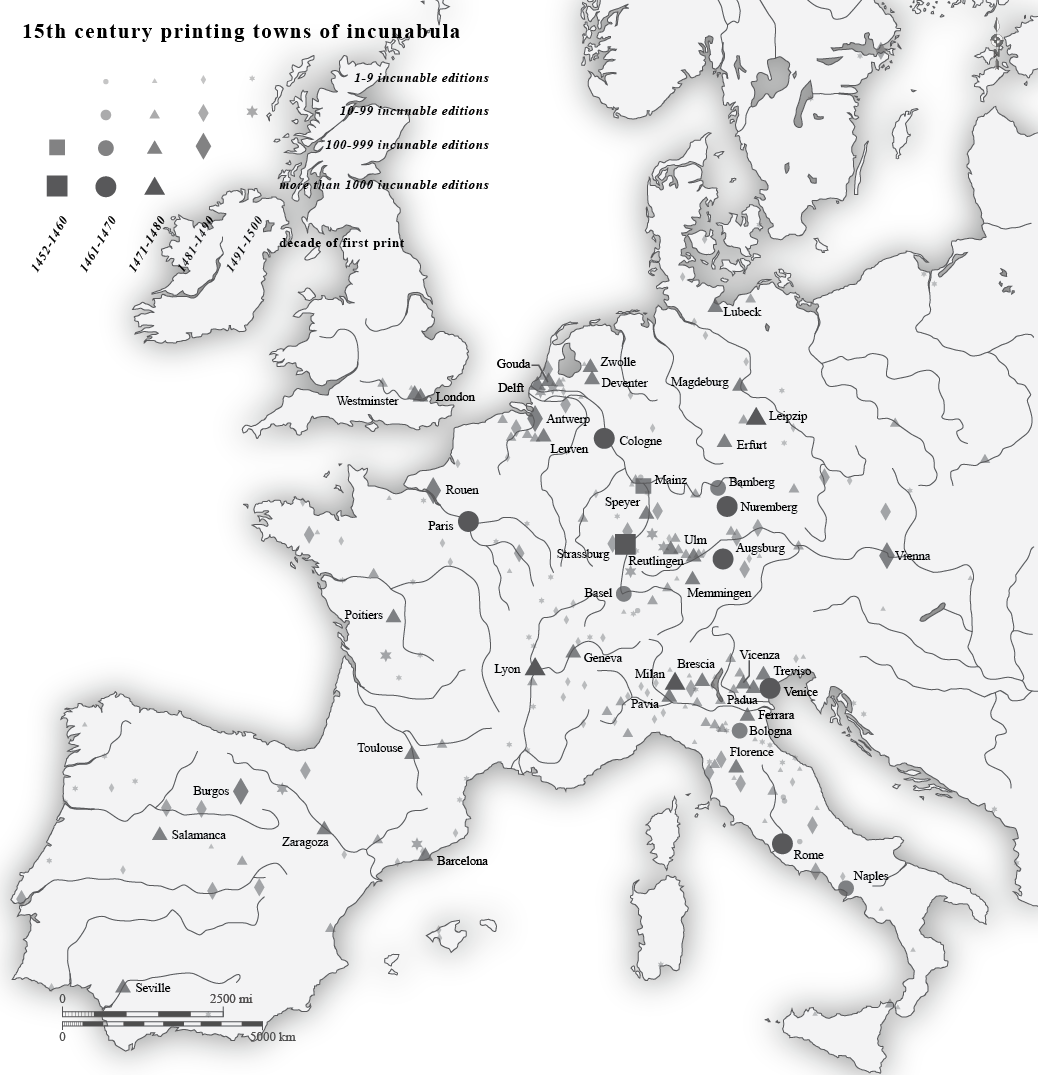 15th century printing towns of incunabula
1-9 incunable editions
10-99 incunable editions
100-999 incunable editions
more than 1000 incunable editions
1452-1460
1461-1470
1471-1480
1481-1490
1491-1500
decade of first print
Lubeck
Gouda
Zwolle
Delft
Deventer
Magdeburg
Westminster
London
Antwerp
Leipzig
Leuven
Cologne
Erfurt
Rouen
Mainz
Bamberg
Speyer
Nuremberg
Paris
Strassburg
Ulm
Reutlingen
Augsburg
Vienna
Basel
Memmingen
Poitiers
Geneva
Vicenza
Lyon
Milan
Brescia
Treviso
Venice
Pavia
Padua
Ferrara
Bologna
Toulouse
Florence
Burgos
Salamanca
Zaragoza
Barcelona
Rome
Naples
Seville
0
2500 mi
0
5000 km